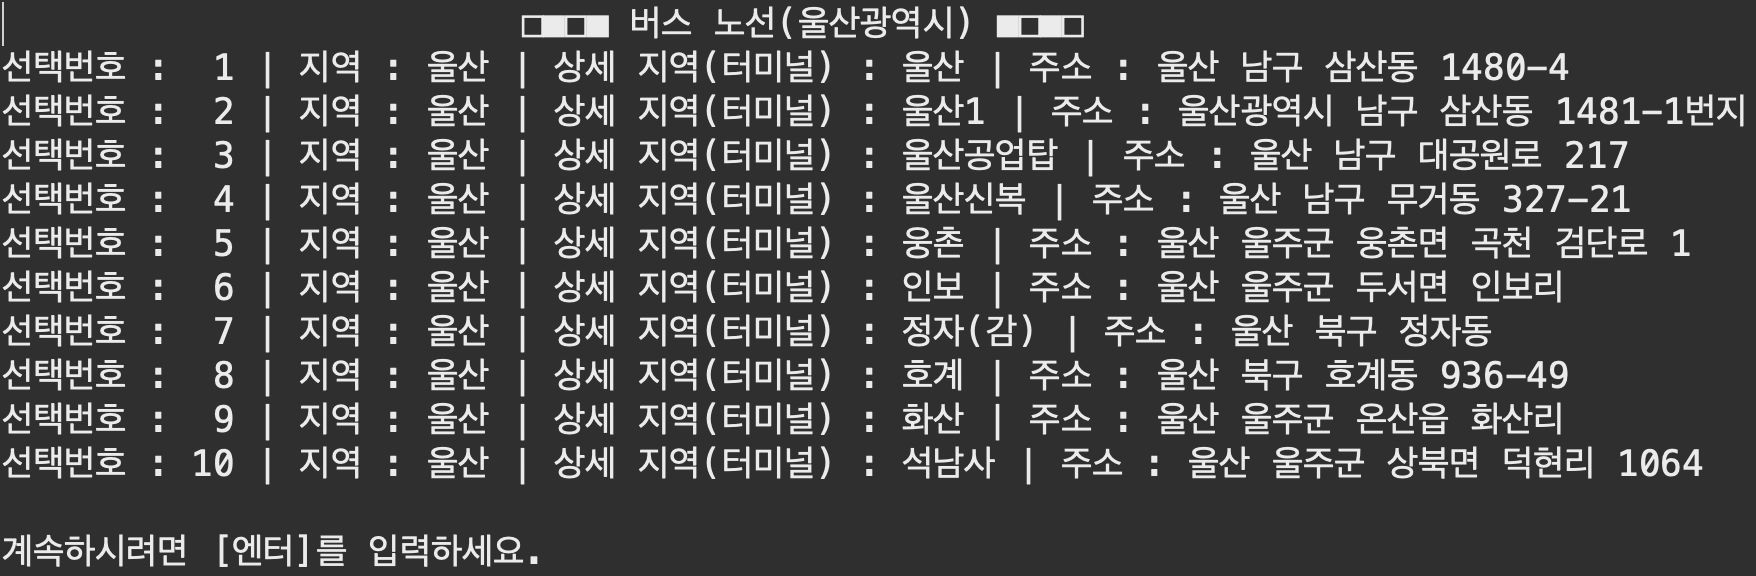 □■□■ 버스 노선(울산광역시) ■□■□
선택번호 :  1 | 지역 : 울산 | 상세 지역(터미널) : 울산 | 주소 : 울산 남구 삼산동 1480-4
선택번호 :  2 | 지역 : 울산 | 상세 지역(터미널) : 울산1 | 주소 : 울산광역시 남구 삼산동 1481-1번지
선택번호 :  3 | 지역 : 울산 | 상세 지역(터미널) : 울산공업탑 | 주소 : 울산 남구 대공원로 217
선택번호 :  4 | 지역 : 울산 | 상세 지역(터미널) : 울산신복 | 주소 : 울산 남구 무거동 327-21
선택번호 :  5 | 지역 : 울산 | 상세 지역(터미널) : 웅촌 | 주소 : 울산 울주군 웅촌면 곡천 검단로 1
선택번호 :  6 | 지역 : 울산 | 상세 지역(터미널) : 인보 | 주소 : 울산 울주군 두서면 인보리
선택번호 :  7 | 지역 : 울산 | 상세 지역(터미널) : 정자(감) | 주소 : 울산 북구 정자동
선택번호 :  8 | 지역 : 울산 | 상세 지역(터미널) : 호계 | 주소 : 울산 북구 호계동 936-49
선택번호 :  9 | 지역 : 울산 | 상세 지역(터미널) : 화산 | 주소 : 울산 울주군 온산읍 화산리
선택번호 : 10 | 지역 : 울산 | 상세 지역(터미널) : 석남사 | 주소 : 울산 울주군 상북면 덕현리 1064
계속하시려면 [엔터]를 입력하세요.